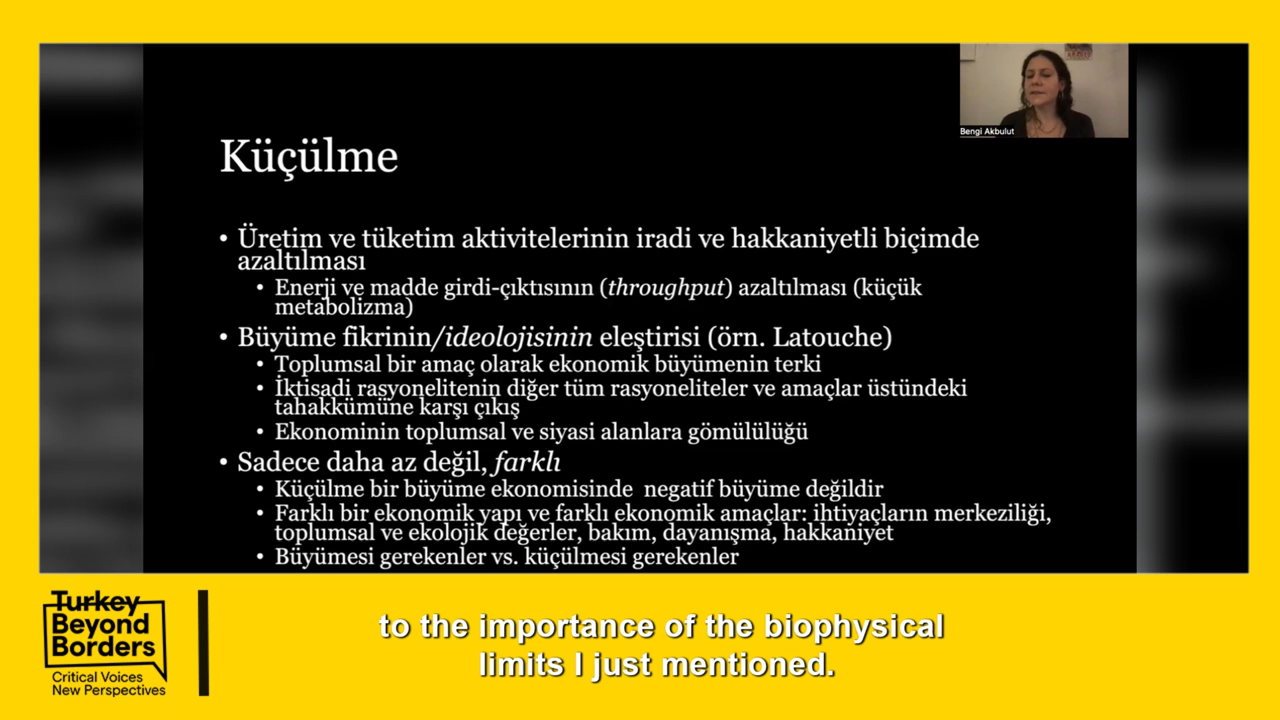 Bengi Akbulut
Küçülme
• Üretim ve tüketim aktivitelerinin iradi ve hakkaniyetli biçimde
azaltılması
• Enerji ve madde girdi-çıktısının (throughput) azaltılması (küçük
metabolizma)
• Büyüme fikrinin/ideolojisinin eleştirisi (örn. Latouche)
• Toplumsal bir amaç olarak ekonomik büyümenin terki
• İktisadi rasyonelitenin diğer tüm rasyoneliteler ve amaçlar üstündeki
tahakkümüne karşı çıkış
• Ekonominin toplumsal ve siyasi alanlara gömülülüğü
• Sadece daha az değil, farklı
• Küçülme bir büyüme ekonomisinde negatif büyüme değildir
• Farklı bir ekonomik yapı ve farklı ekonomik amaçlar: ihtiyaçların merkeziliği,
toplumsal ve ekolojik değerler, bakım, dayanışma, hakkaniyet
• Büyümesi gerekenler vs. küçülmesi gerekenler
Turkey
Beyond
Borders
Critical Voices
New Perspectives
to the importance of the biophysical
limits I just mentioned.